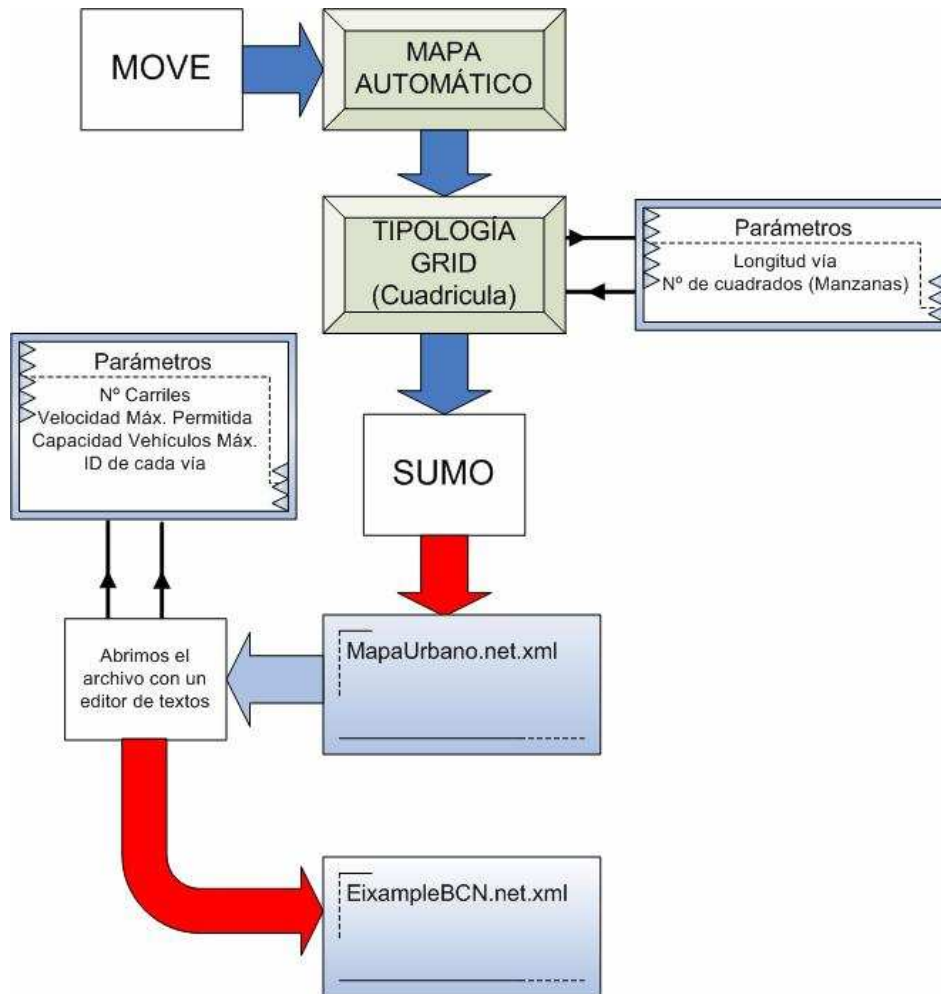 MOVE
MAPA
AUTOMÁTICO
TIPOLOGÍA
GRID
(Cuadricula)
Parámetros
Longitud vía
Nº de cuadrados (Manzanas)
Parámetros
Nº Carriles
Velocidad Máx. Permitida
Capacidad Vehículos Máx.
ID de cada vía
SUMO
MapaUrbano.net.xml
Abrimos el
archivo con un
editor de textos
EixampleBCN.net.xml